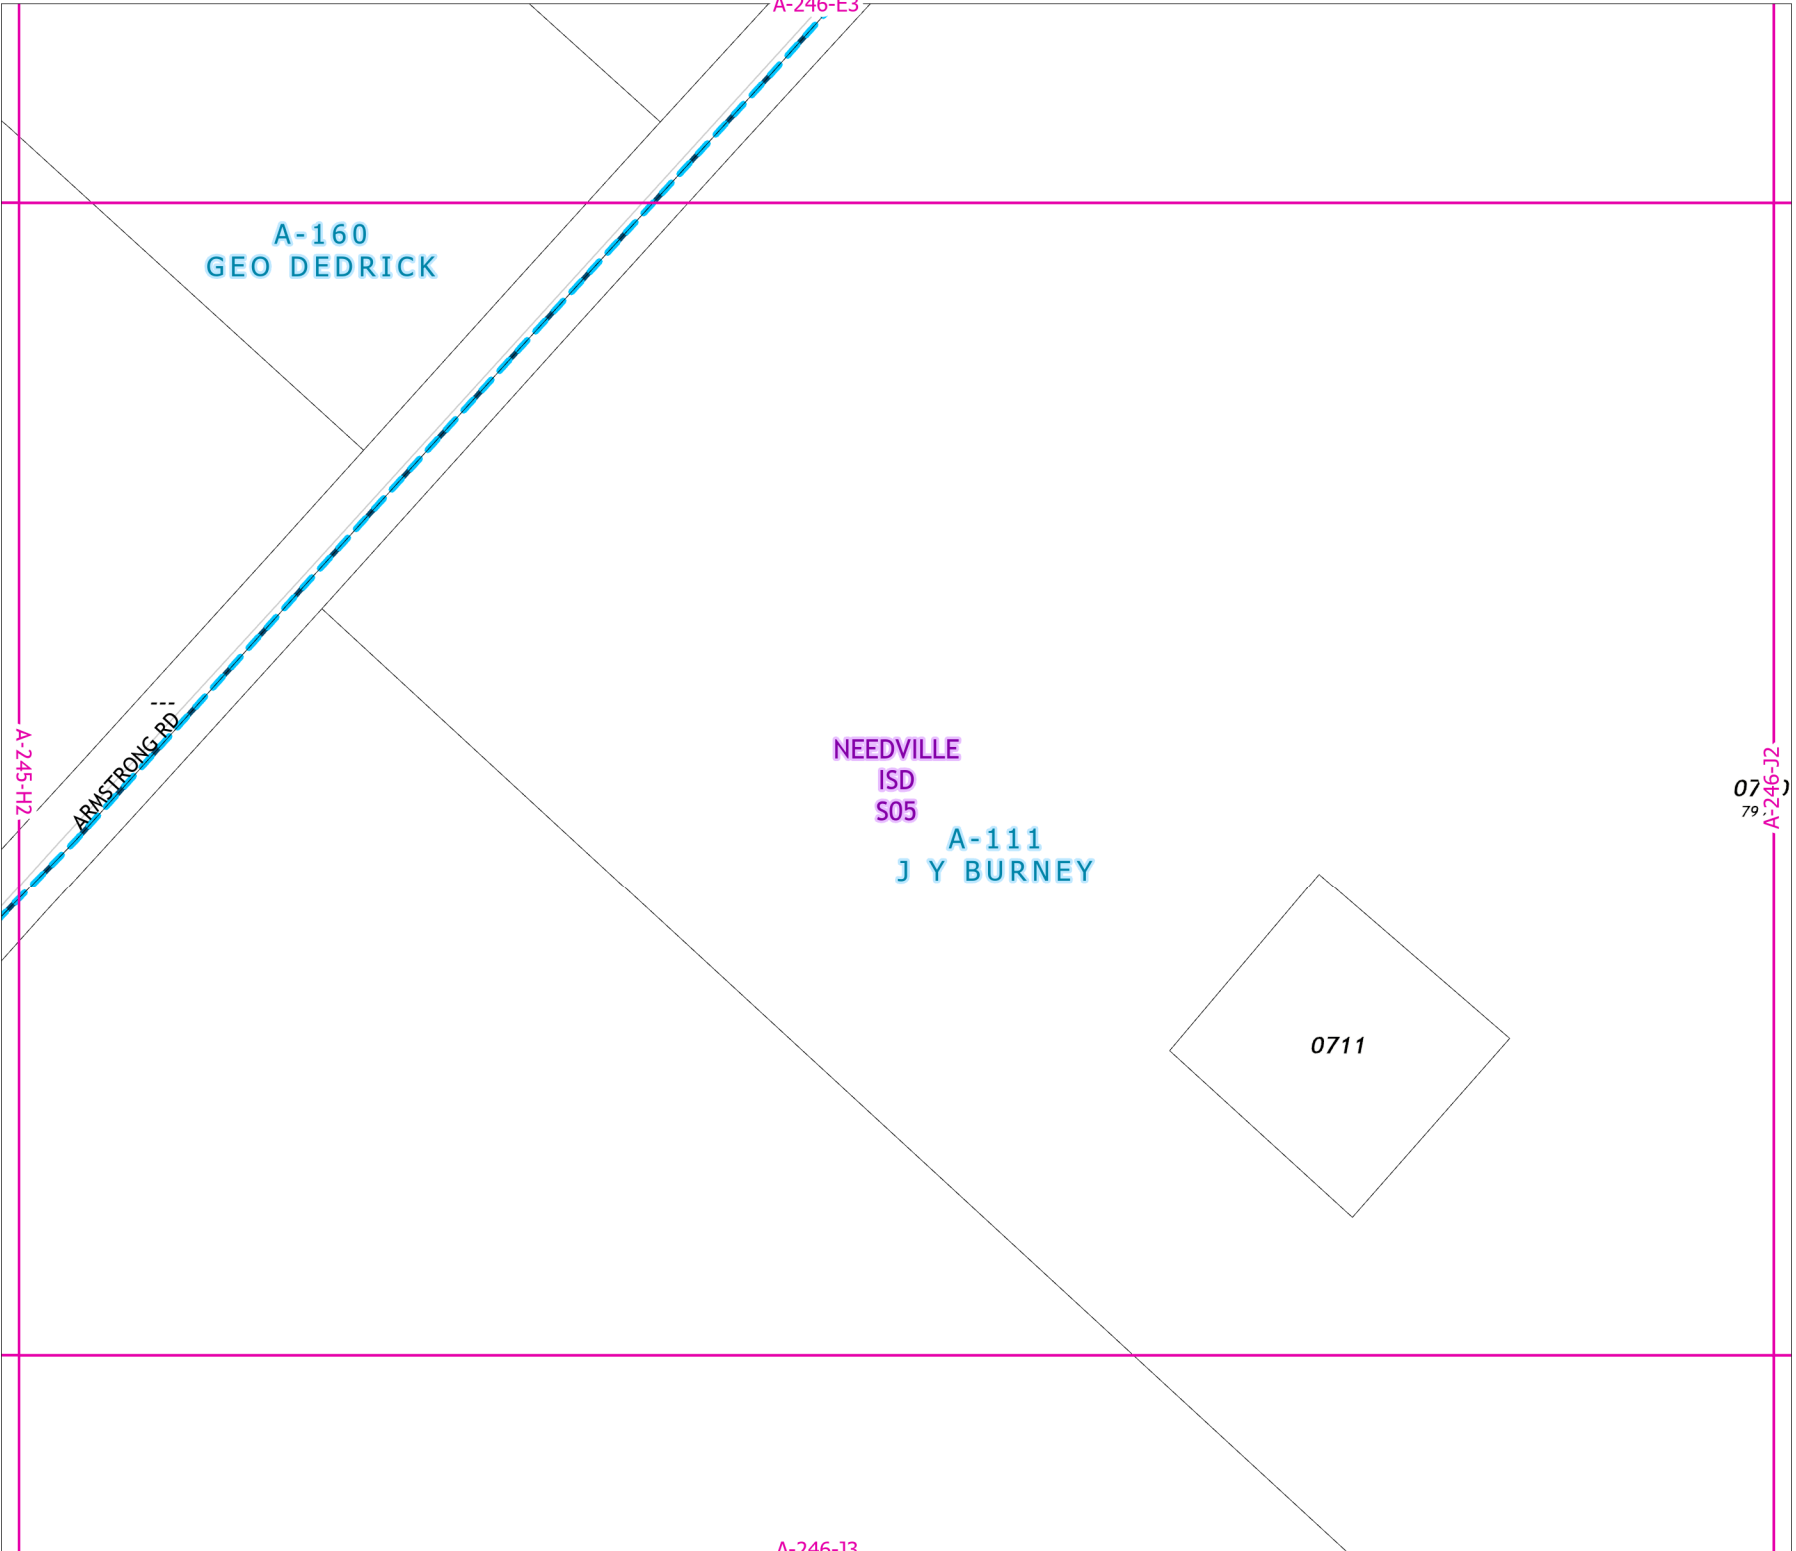 A-246-E3
A-160
GEO DEDRICK
---
ARMSTRONG RD
A-245-H2
NEEDVILLE
ISD
S05
A-111
J Y BURNEY
A-246-J2
0711
A-246-J3